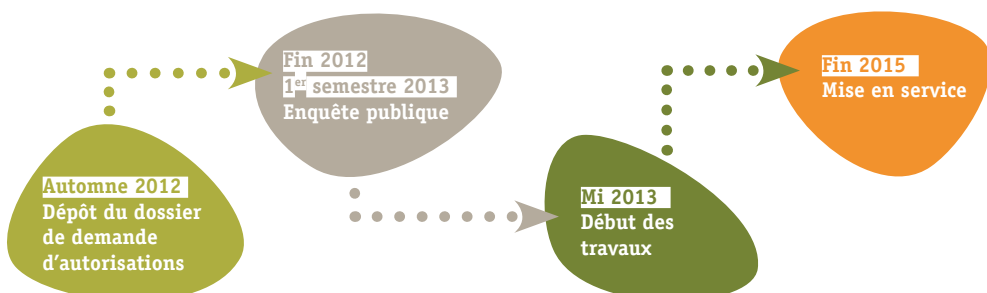 Automne 2012
Dépôt du dossier
de demande
d'autorisations
Fin 2012
1er semestre 2013
Enquête publique
Mi 2013
Début des
travaux
Fin 2015
Mise en service